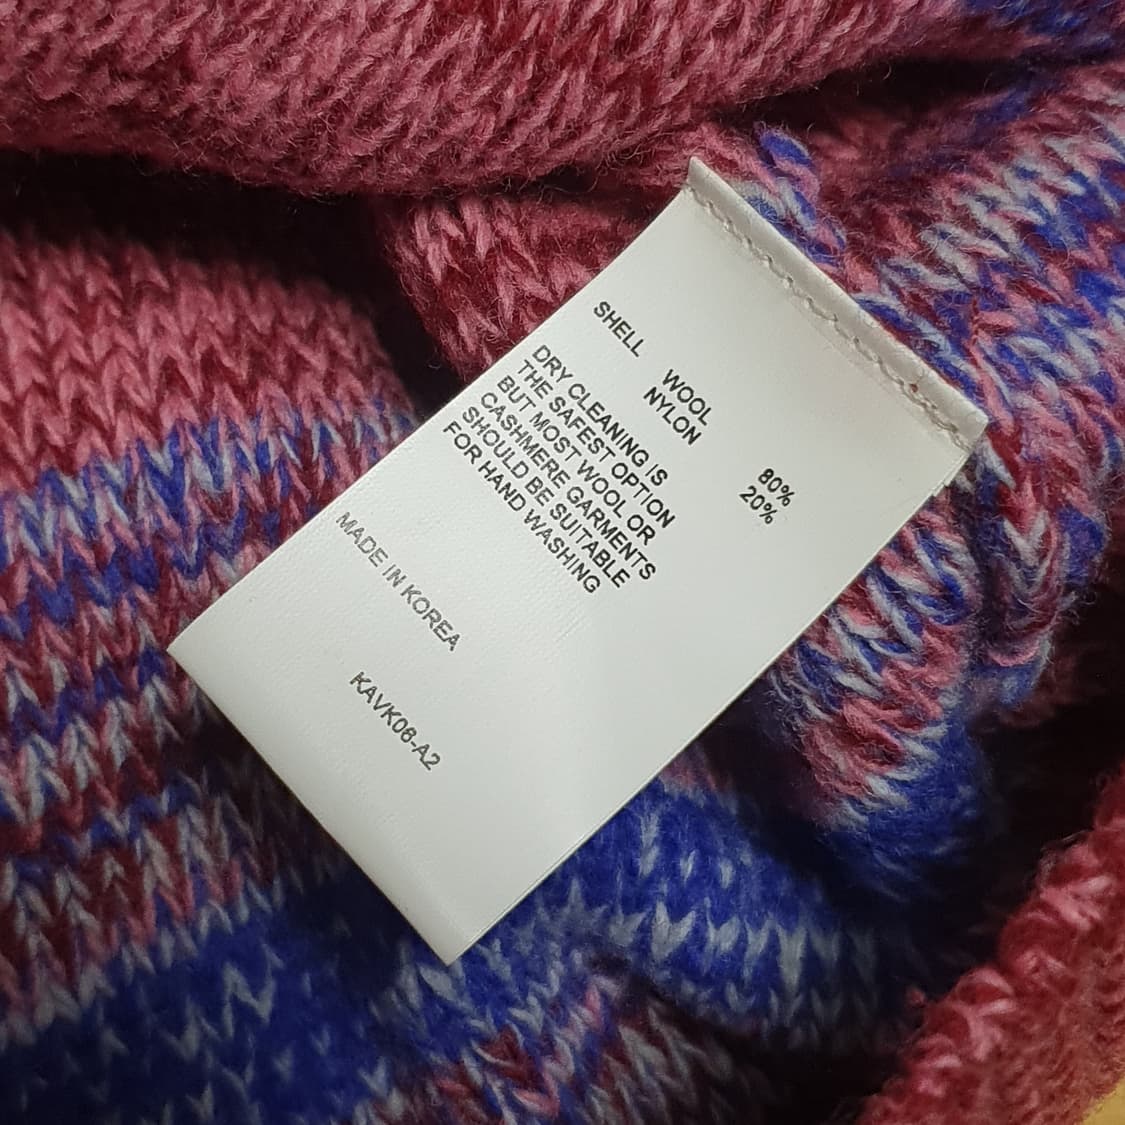 SHELL WOOL 80%
NYLON 20%
DRY CLEANING IS
THE SAFEST OPTION
BUT MOST WOOL OR
CASHMERE GARMENTS
SHOULD BE SUITABLE
FOR HAND WASHING
MADE IN KOREA
KAVK06-A2